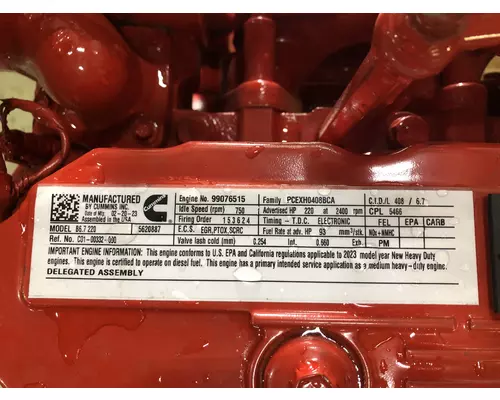 MANUFACTURED
BY CUMMINS INC.
Date of Mfg 02-20-23
Assembled in the U.S.A.
Engine No. 99076515
Idle Speed (rpm) 750
Firing Order 153624
Family PCEXH0408BCA
Advertised HP 220 at 2400 rpm
Timing - T.D.C. ELECTRONIC
C.I.D./L 408 / 6.7
CPL 5466
FEL EPA CARB
MODEL B6.7 220 5620887
E.C.S. EGR,PTOX,SCRC
Fuel Rate at adv. HP 93 mm³/stk
NOx+NMHC
Ref. No. C01-00332-030
Valve lash cold (mm) 0.254 Int. 0.660 Exh.
PM
IMPORTANT ENGINE INFORMATION: This engine conforms to U.S. EPA and California regulations applicable to 2023 model year New Heavy Duty
engines. This engine is certified to operate on diesel fuel. This engine has a primary intended service application as a medium heavy-duty engine.
DELEGATED ASSEMBLY